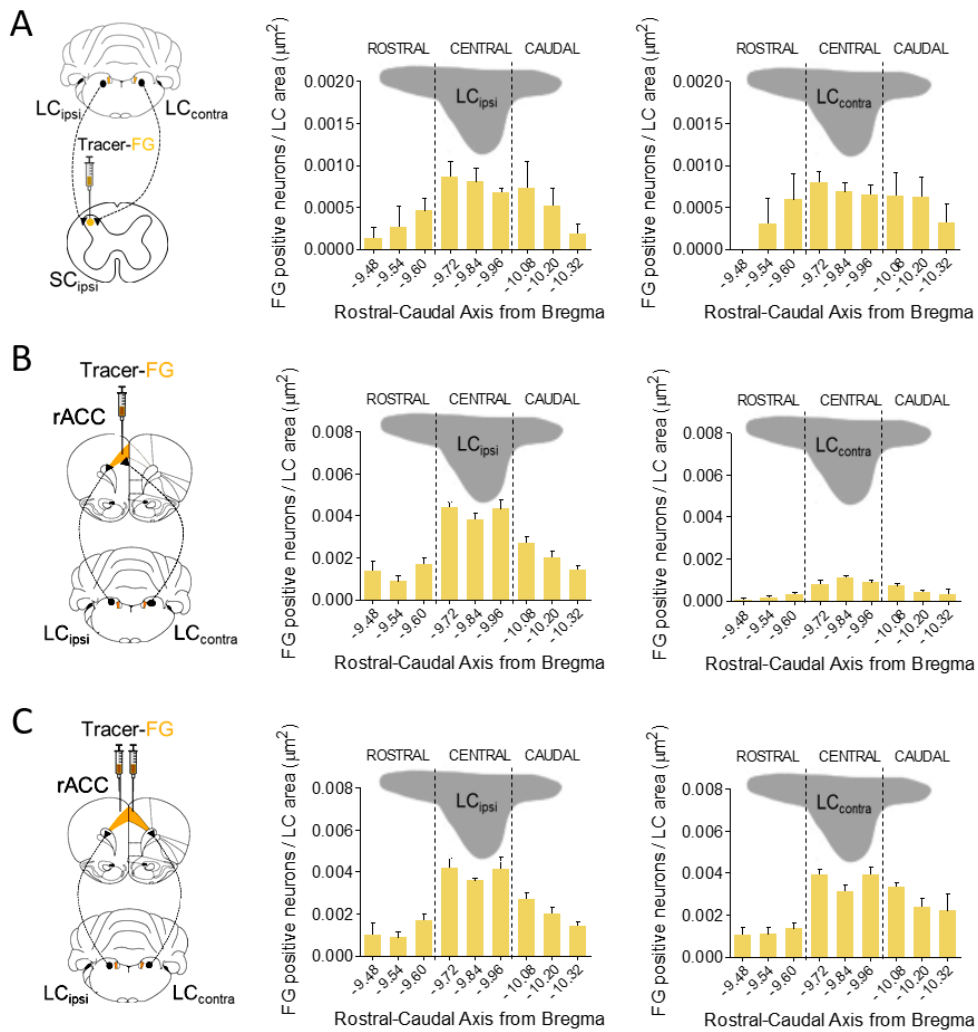 A
LC_ipsi LC_contra
Tracer-FG
SC_ipsi
FG positive neurons / LC area (µm²)
ROSTRAL CENTRAL CAUDAL
LC_ipsi
0.0020
0.0015
0.0010
0.0005
0.0000
-9.48 -9.54 -9.60 -9.72 -9.84 -9.96 -10.08 -10.20 -10.32
Rostral-Caudal Axis from Bregma
FG positive neurons / LC area (µm²)
ROSTRAL CENTRAL CAUDAL
LC_contra
0.0020
0.0015
0.0010
0.0005
0.0000
-9.48 -9.54 -9.60 -9.72 -9.84 -9.96 -10.08 -10.20 -10.32
Rostral-Caudal Axis from Bregma
B
Tracer-FG
rACC
LC_ipsi LC_contra
FG positive neurons / LC area (µm²)
ROSTRAL CENTRAL CAUDAL
LC_ipsi
0.008
0.006
0.004
0.002
0.000
-9.48 -9.54 -9.60 -9.72 -9.84 -9.96 -10.08 -10.20 -10.32
Rostral-Caudal Axis from Bregma
FG positive neurons / LC area (µm²)
ROSTRAL CENTRAL CAUDAL
LC_contra
0.008
0.006
0.004
0.002
0.000
-9.48 -9.54 -9.60 -9.72 -9.84 -9.96 -10.08 -10.20 -10.32
Rostral-Caudal Axis from Bregma
C
Tracer-FG
rACC
LC_ipsi LC_contra
FG positive neurons / LC area (µm²)
ROSTRAL CENTRAL CAUDAL
LC_ipsi
0.008
0.006
0.004
0.002
0.000
-9.48 -9.54 -9.60 -9.72 -9.84 -9.96 -10.08 -10.20 -10.32
Rostral-Caudal Axis from Bregma
FG positive neurons / LC area (µm²)
ROSTRAL CENTRAL CAUDAL
LC_contra
0.008
0.006
0.004
0.002
0.000
-9.48 -9.54 -9.60 -9.72 -9.84 -9.96 -10.08 -10.20 -10.32
Rostral-Caudal Axis from Bregma